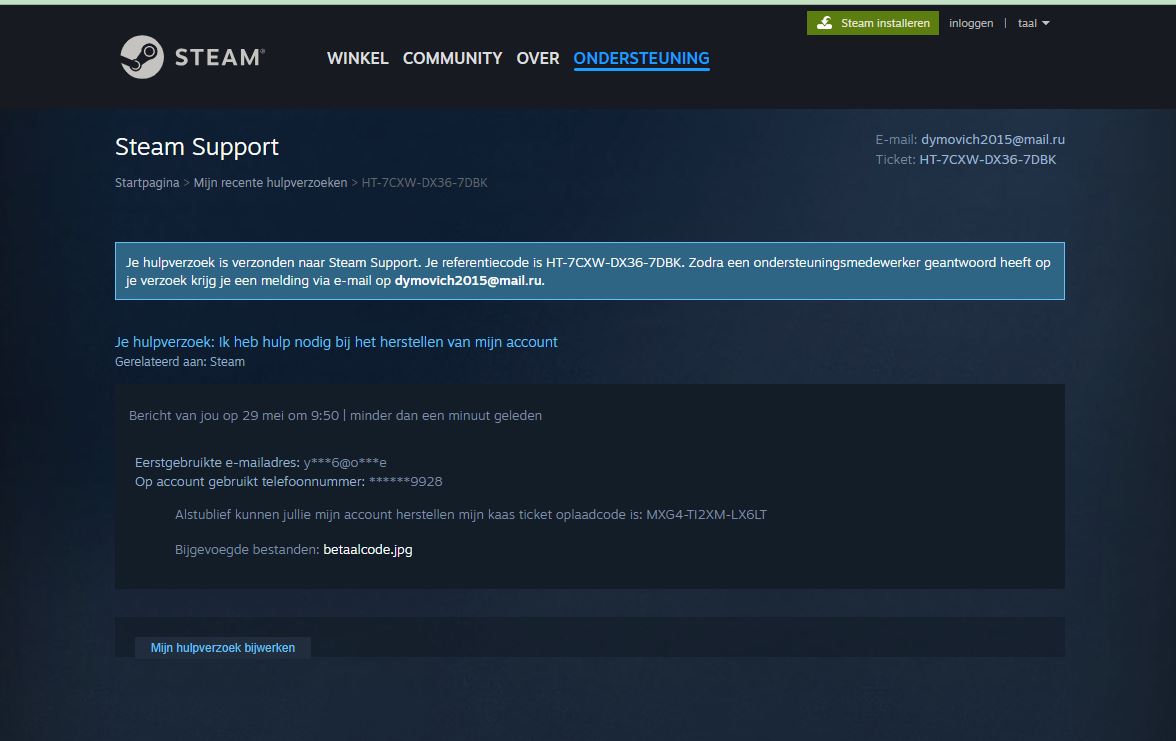 Steam installeren inloggen | taal
STEAM®
WINKEL COMMUNITY OVER ONDERSTEUNING
Steam Support
E-mail: dymovich2015@mail.ru
Ticket: HT-7CXW-DX36-7DBK
Startpagina > Mijn recente hulpverzoeken > HT-7CXW-DX36-7DBK
Je hulpverzoek is verzonden naar Steam Support. Je referentiecode is HT-7CXW-DX36-7DBK. Zodra een ondersteuningsmedewerker geantwoord heeft op
je verzoek krijg je een melding via e-mail op dymovich2015@mail.ru.
Je hulpverzoek: Ik heb hulp nodig bij het herstellen van mijn account
Gerelateerd aan: Steam
Bericht van jou op 29 mei om 9:50 | minder dan een minuut geleden
Eerstgebruikte e-mailadres: y***6@o***e
Op account gebruikt telefoonnummer: ******9928
Alstublief kunnen jullie mijn account herstellen mijn kaas ticket oplaadcode is: MXG4-TI2XM-LX6LT
Bijgevoegde bestanden: betaalcode.jpg
Mijn hulpverzoek bijwerken